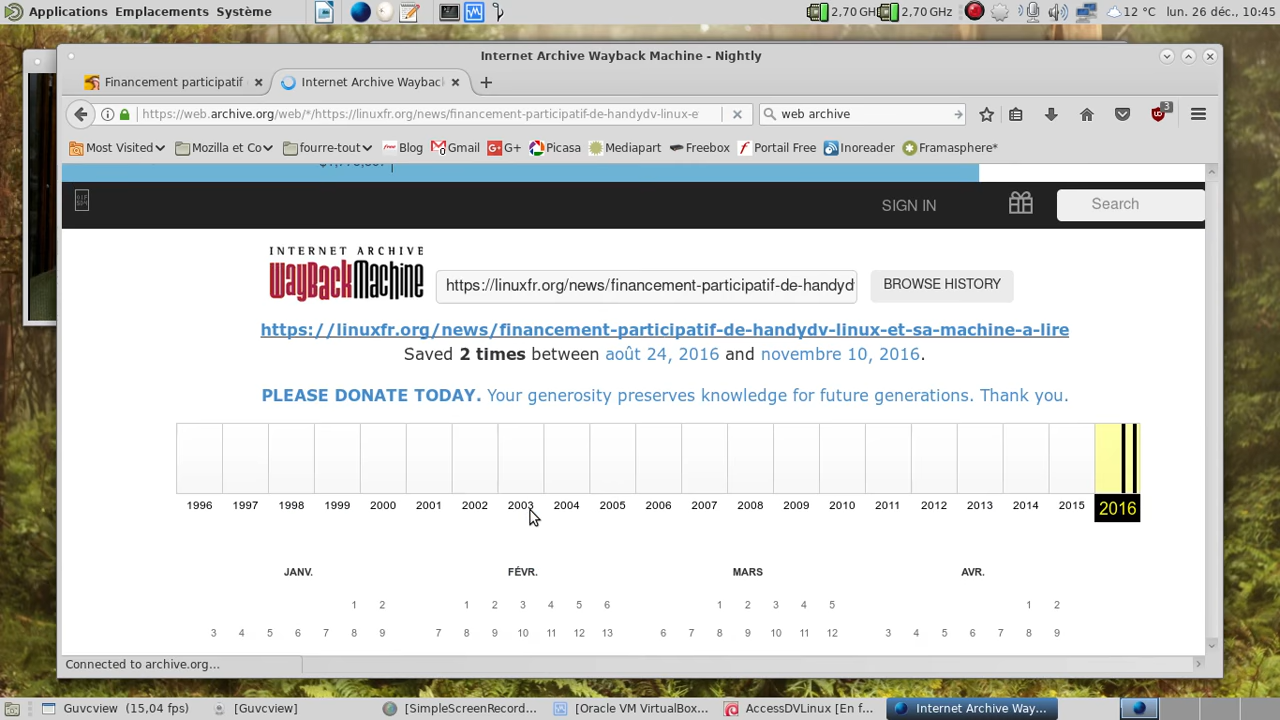 Applications Emplacements Système 2,70 GH 2,70 GHz 12 °C lun. 26 déc., 10:45
Internet Archive Wayback Machine - Nightly
Financement participatif Internet Archive Wayback
https://web.archive.org/web/*/https://linuxfr.org/news/financement-participatif-de-handydv-linux-e web archive 3
Most Visited Mozilla et Co fourre-tout Blog Gmail G+ Picasa Mediapart Freebox Portail Free Inoreader Framasphere*
SIGN IN Search
INTERNET ARCHIVE
WayBackMachine
https://linuxfr.org/news/financement-participatif-de-handyd BROWSE HISTORY
https://linuxfr.org/news/financement-participatif-de-handydv-linux-et-sa-machine-a-lire
Saved 2 times between août 24, 2016 and novembre 10, 2016.
PLEASE DONATE TODAY. Your generosity preserves knowledge for future generations. Thank you.
1996 1997 1998 1999 2000 2001 2002 2003 2004 2005 2006 2007 2008 2009 2010 2011 2012 2013 2014 2015 2016
JANV. FÉVR. MARS AVR.
1 2 1 2 3 4 5 6 1 2 3 4 5 1 2
3 4 5 6 7 8 9 7 8 9 10 11 12 13 6 7 8 9 10 11 12 3 4 5 6 7 8 9
Connected to archive.org...
Guvcview (15,04 fps) [Guvcview] [SimpleScreenRecord... [Oracle VM VirtualBox... AccessDVLinux [En f... Internet Archive Way...